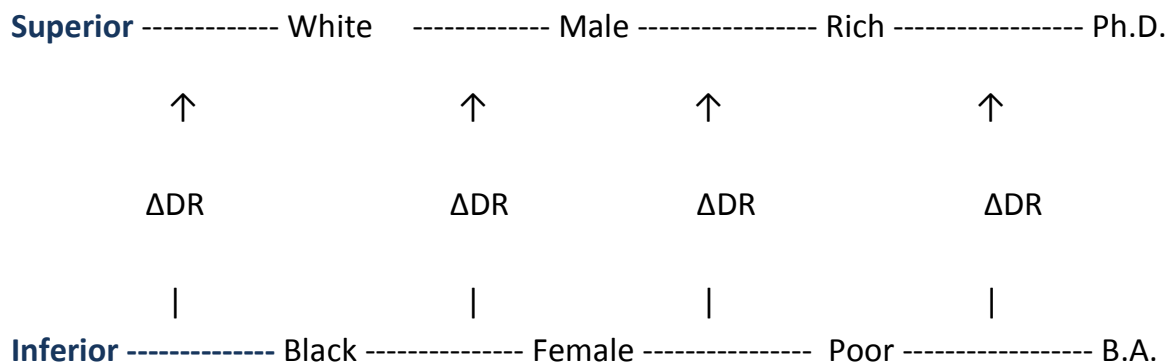 Superior ------------- White ------------- Male ----------------- Rich ------------------ Ph.D.
↑ ↑ ↑ ↑
ΔDR ΔDR ΔDR ΔDR
| | | |
Inferior -------------- Black --------------- Female ---------------- Poor ------------------ B.A.